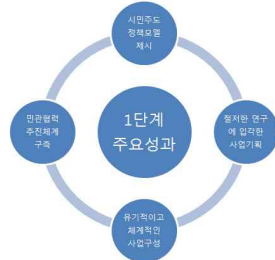 시민주도
정책모델
제시
민관협력
추진체계
구축
1단계
주요성과
철저한 연구
에 입각한
사업기획
유기적이고
체계적인
사업구성